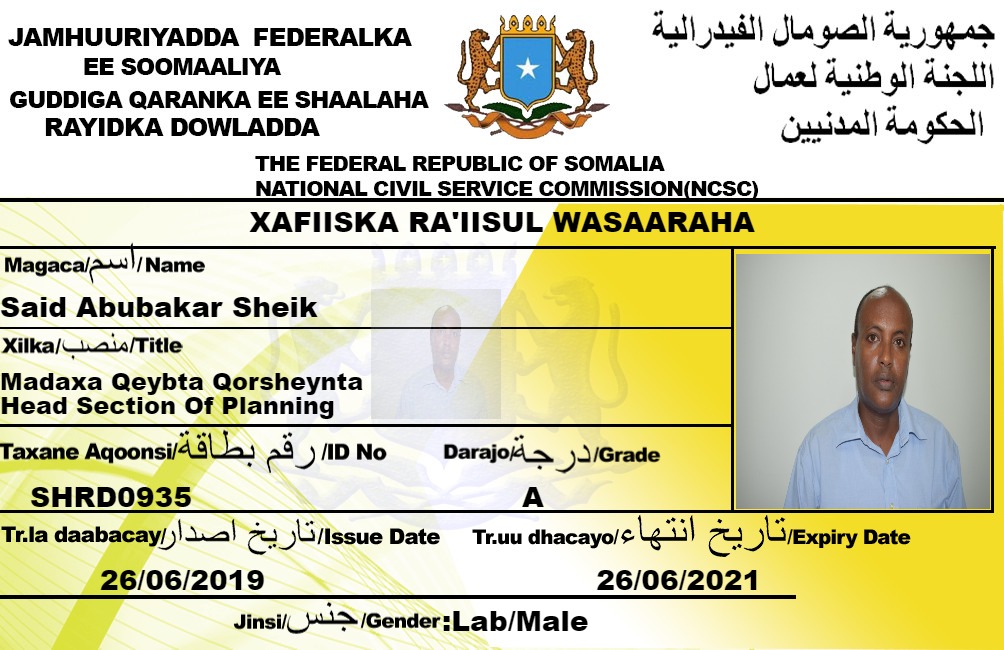 JAMHUURIYADDA FEDERALKA
EE SOOMAALIYA
GUDDIGA QARANKA EE SHAALAHA
RAYIDKA DOWLADDA
جمهورية الصومال الفيدرالية
اللجنة الوطنية لعمال
الحكومة المدنيين
THE FEDERAL REPUBLIC OF SOMALIA
NATIONAL CIVIL SERVICE COMMISSION(NCSC)
XAFIISKA RA'IISUL WASAARAHA
Magaca/اسم/Name
Said Abubakar Sheik
Xilka/منصب/Title
Madaxa Qeybta Qorsheynta
Head Section Of Planning
Taxane Aqoonsi/رقم بطاقة/ID No
Darajo/درجة/Grade
SHRD0935
A
Tr.la daabacay/تاريخ اصدار/Issue Date
Tr.uu dhacayo/تاريخ انتهاء/Expiry Date
26/06/2019
26/06/2021
Jinsi/جنس/Gender:Lab/Male